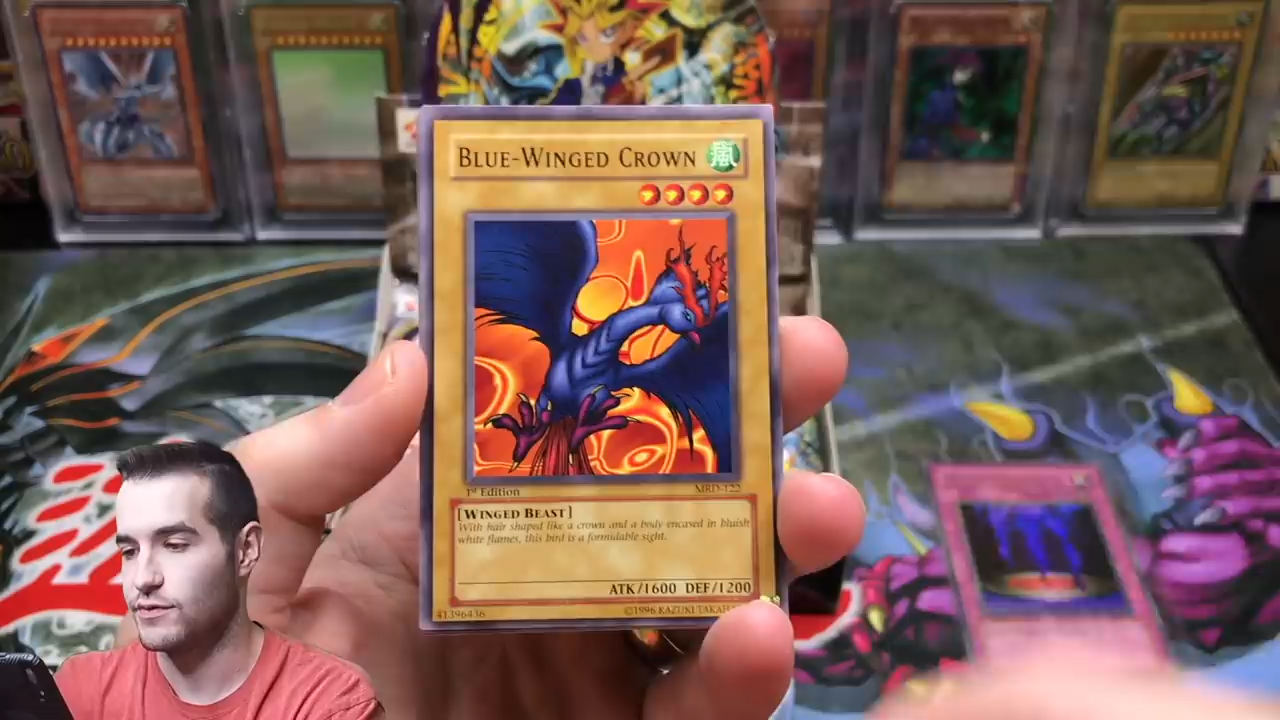 BLUE-WINGED CROWN 風
1st Edition MRD-122
[WINGED BEAST]
With hair shaped like a crown and a body encased in bluish
white flames, this bird is a formidable sight.
ATK/1600 DEF/1200
41396436 ©1996 KAZUKI